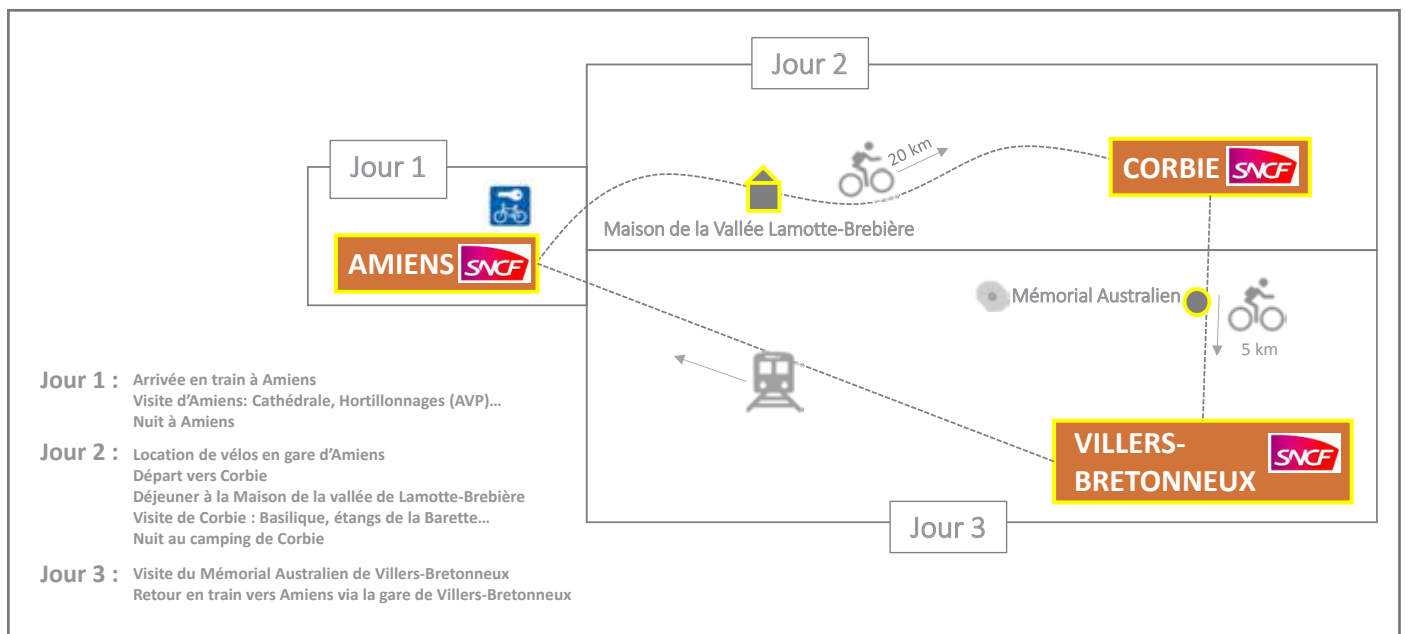 Jour 2
Jour 1
20 km
CORBIE SNCF
Maison de la Vallée Lamotte-Brebière
AMIENS SNCF
Mémorial Australien
5 km
VILLERS-
BRETONNEUX
SNCF
Jour 3
Jour 1 : Arrivée en train à Amiens
Visite d’Amiens: Cathédrale, Hortillonnages (AVP)…
Nuit à Amiens
Jour 2 : Location de vélos en gare d’Amiens
Départ vers Corbie
Déjeuner à la Maison de la vallée de Lamotte-Brebière
Visite de Corbie : Basilique, étangs de la Barette…
Nuit au camping de Corbie
Jour 3 : Visite du Mémorial Australien de Villers-Bretonneux
Retour en train vers Amiens via la gare de Villers-Bretonneux